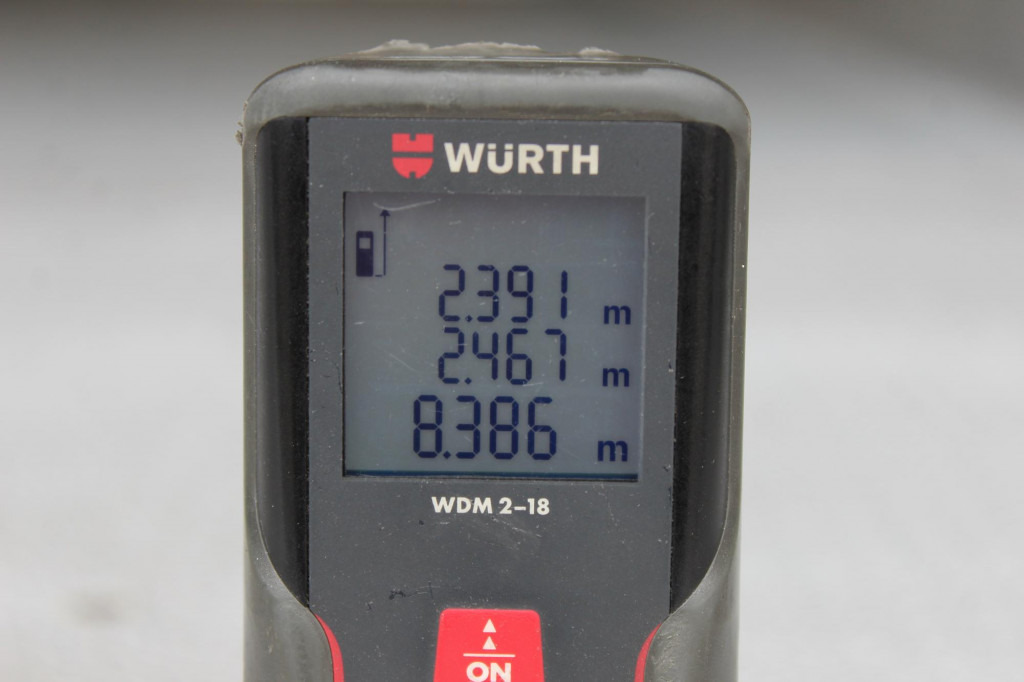 WÜRTH
2.391 m
2.467 m
8.386 m
WDM 2-18
ON